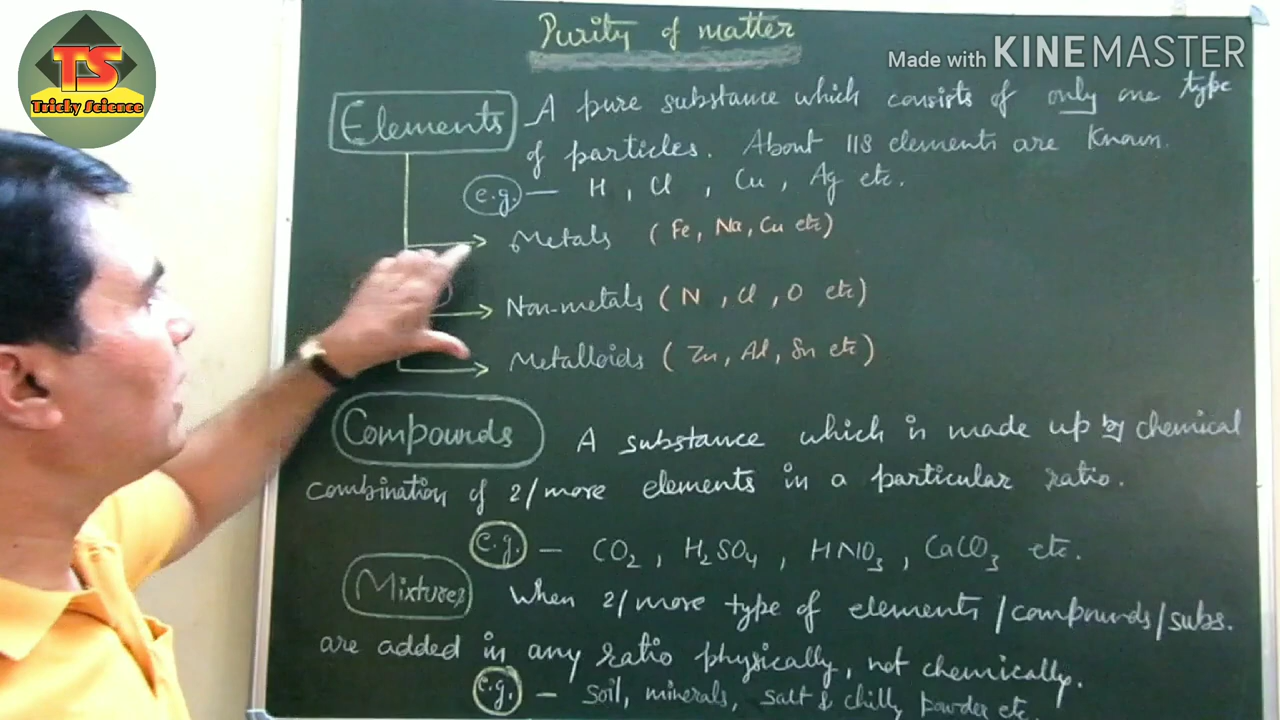 Purity of matter
Made with KINEMASTER
TS
Tricky Science
Elements A pure substance which consists of only one type
of particles. About 118 elements are known.
e.g. — H, Cl, Cu, Ag etc.
Metals (Fe, Na, Cu etc)
Non-metals (N, Cl, O etc)
Metalloids (Zn, Al, Sn etc)
Compounds A substance which is made up by chemical
combination of 2/more elements in a particular ratio.
e.g. — CO2, H2SO4, HNO3, CaCO3 etc.
Mixtures When 2/more type of elements/compounds/subs.
are added in any ratio physically, not chemically.
e.g. — Soil, minerals, salt & chilly powder etc.